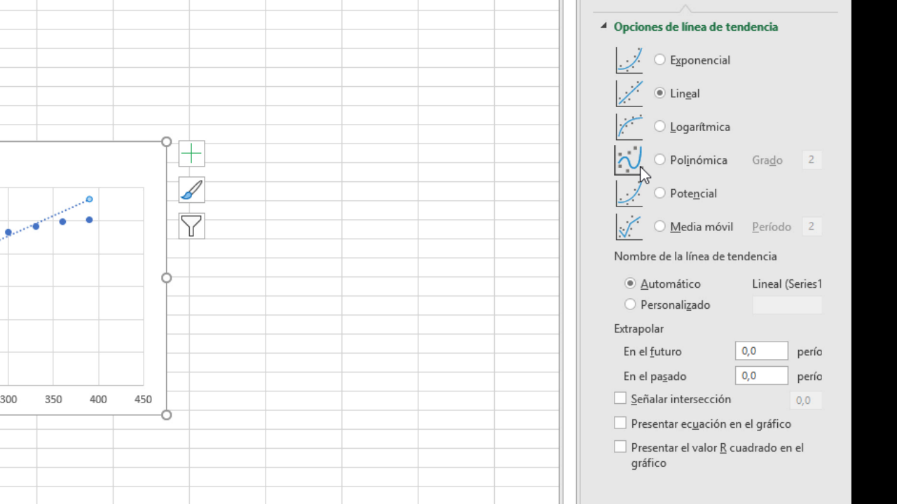 Opciones de línea de tendencia
Exponencial
Lineal
Logarítmica
Polinómica Grado 2
Potencial
Media móvil Período 2
Nombre de la línea de tendencia
Automático Lineal (Series1
Personalizado
Extrapolar
En el futuro 0,0 perío
En el pasado 0,0 perío
Señalar intersección 0,0
Presentar ecuación en el gráfico
Presentar el valor R cuadrado en el
gráfico
300 350 400 450